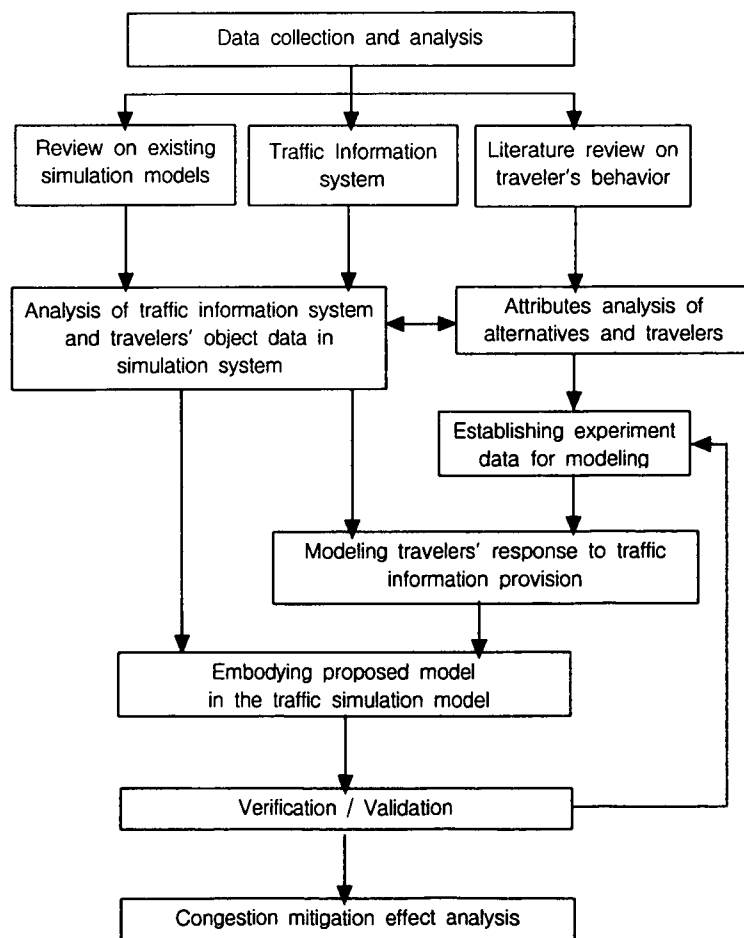 Data collection and analysis
Review on existing
simulation models
Traffic Information
system
Literature review on
traveler's behavior
Analysis of traffic information system
and travelers' object data in
simulation system
Attributes analysis of
alternatives and travelers
Establishing experiment
data for modeling
Modeling travelers' response to traffic
information provision
Embodying proposed model
in the traffic simulation model
Verification / Validation
Congestion mitigation effect analysis